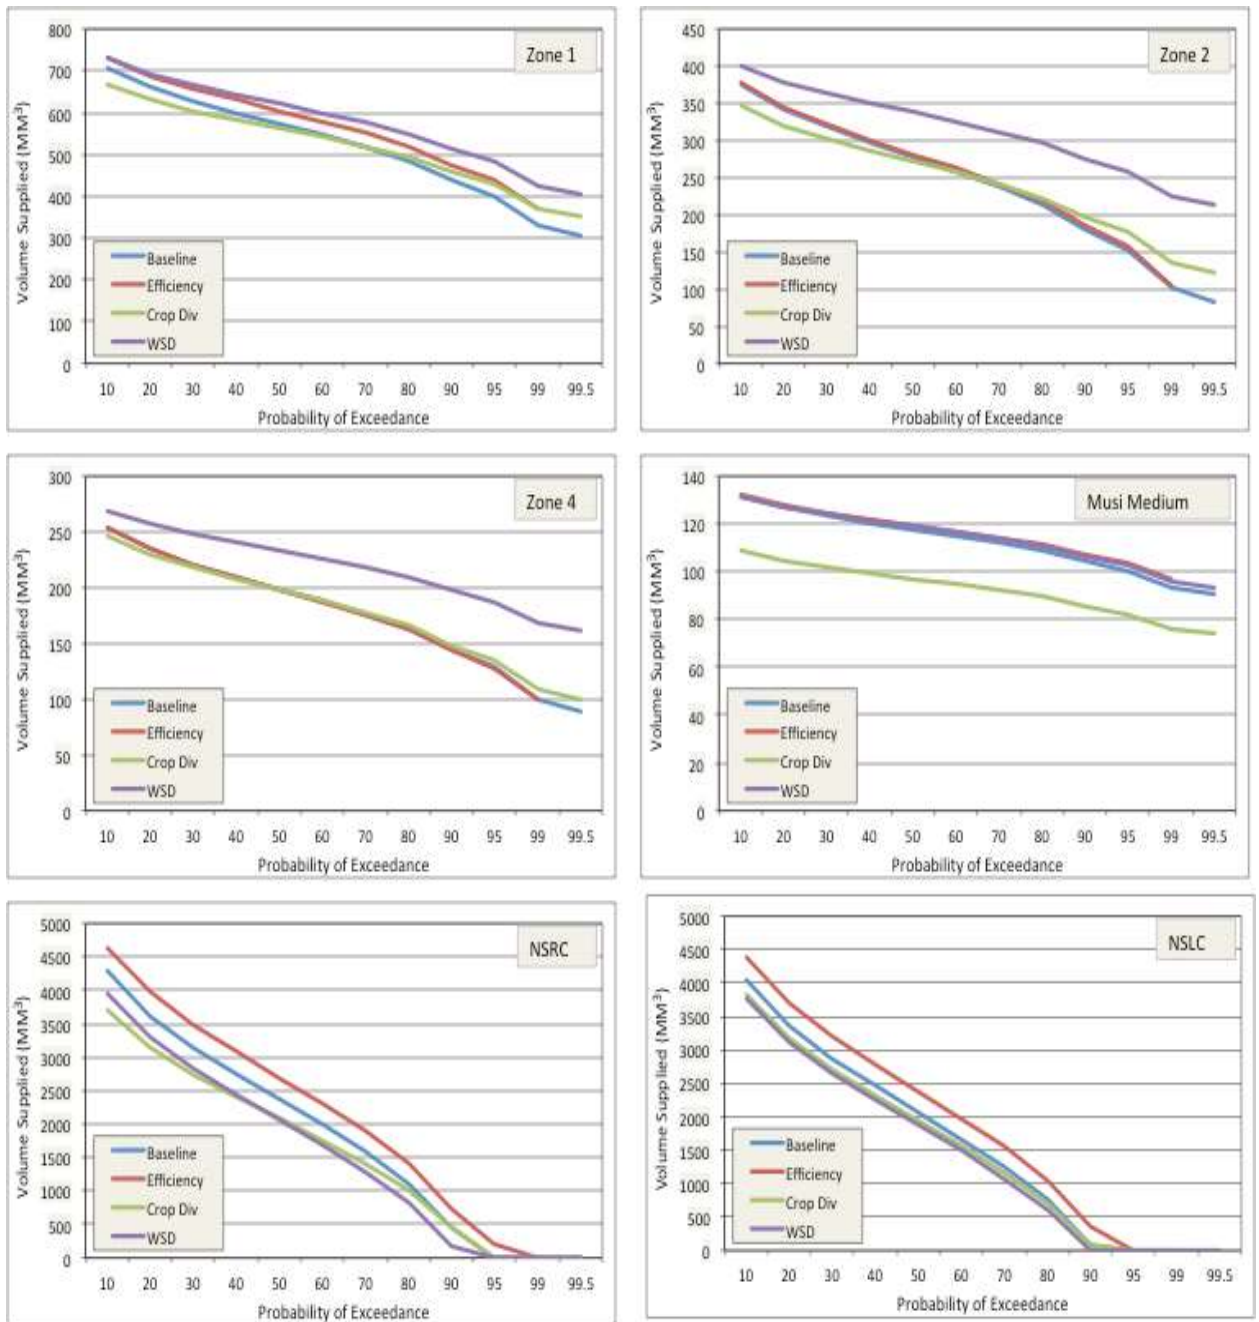 Zone 1
Volume Supplied (MM³)
800
700
600
500
400
300
200
100
0
Baseline
Efficiency
Crop Div
WSD
10 20 30 40 50 60 70 80 90 95 99 99.5
Probability of Exceedance
Zone 2
Volume Supplied (MM³)
450
400
350
300
250
200
150
100
50
0
Baseline
Efficiency
Crop Div
WSD
10 20 30 40 50 60 70 80 90 95 99 99.5
Probability of Exceedance
Zone 4
Volume Supplied (MM³)
300
250
200
150
100
50
0
Baseline
Efficiency
Crop Div
WSD
10 20 30 40 50 60 70 80 90 95 99 99.5
Probability of Exceedance
Musi Medium
Volume Supplied (MM³)
140
120
100
80
60
40
20
0
Baseline
Efficiency
Crop Div
WSD
10 20 30 40 50 60 70 80 90 95 99 99.5
Probability of Exceedance
NSRC
Volume Supplied (MM³)
5000
4500
4000
3500
3000
2500
2000
1500
1000
500
0
Baseline
Efficiency
Crop Div
WSD
10 20 30 40 50 60 70 80 90 95 99 99.5
Probability of Exceedance
NSLC
Volume Supplied (MM³)
5000
4500
4000
3500
3000
2500
2000
1500
1000
500
0
Baseline
Efficiency
Crop Div
WSD
10 20 30 40 50 60 70 80 90 95 99 99.5
Probability of Exceedance